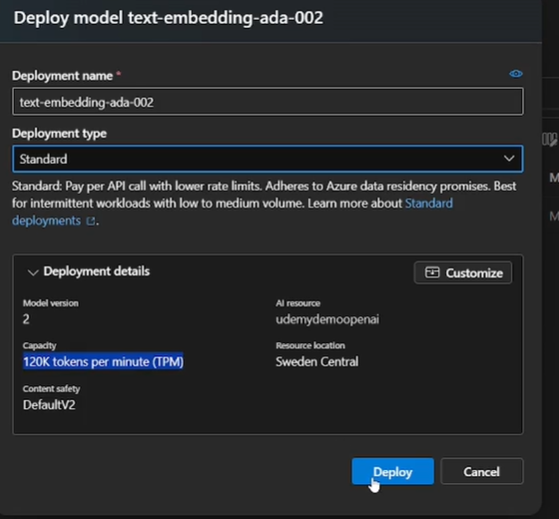 Deploy model text-embedding-ada-002
Deployment name *
text-embedding-ada-002
Deployment type
Standard
Standard: Pay per API call with lower rate limits. Adheres to Azure data residency promises. Best
for intermittent workloads with low to medium volume. Learn more about Standard
deployments .
Deployment details
Customize
Model version
AI resource
2
udemydemoopenai
Capacity
Resource location
120K tokens per minute (TPM)
Sweden Central
Content safety
DefaultV2
Deploy
Cancel